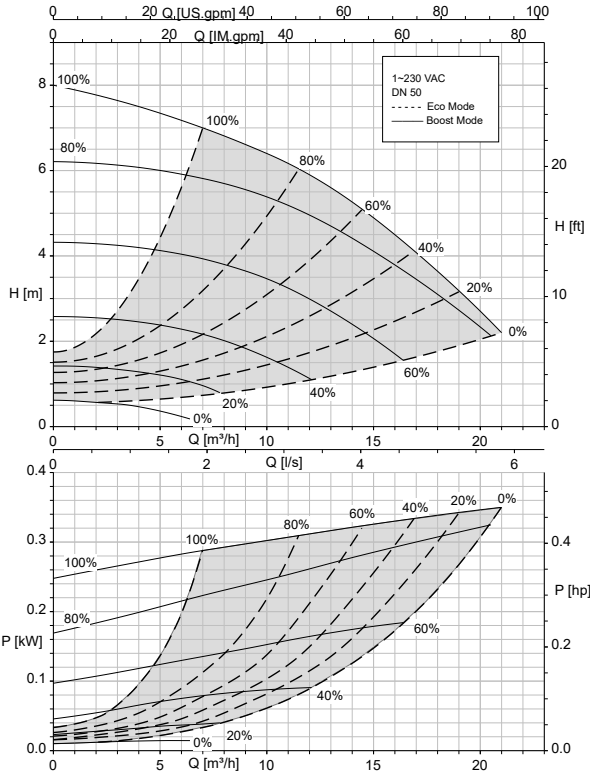 0 20 Q [US.gpm] 60 80 100
0 20 Q [IM.gpm] 40 60 80
1~230 VAC
DN 50
Eco Mode
Boost Mode
8
100%
100%
80%
80%
6
20
60%
H [ft]
4
40%
20%
H [m]
10
2
0%
60%
40%
20%
0%
0
0
0 5 10 15 20
Q [m³/h]
0 2 Q [l/s] 4 6
0.4
0%
20%
40%
60%
80%
100%
0.3
0.4
100%
P [hp]
0.2
80%
60%
0.2
P [kW]
0.1
40%
20%
0%
0.0
0.0
0 5 10 15 20
Q [m³/h]